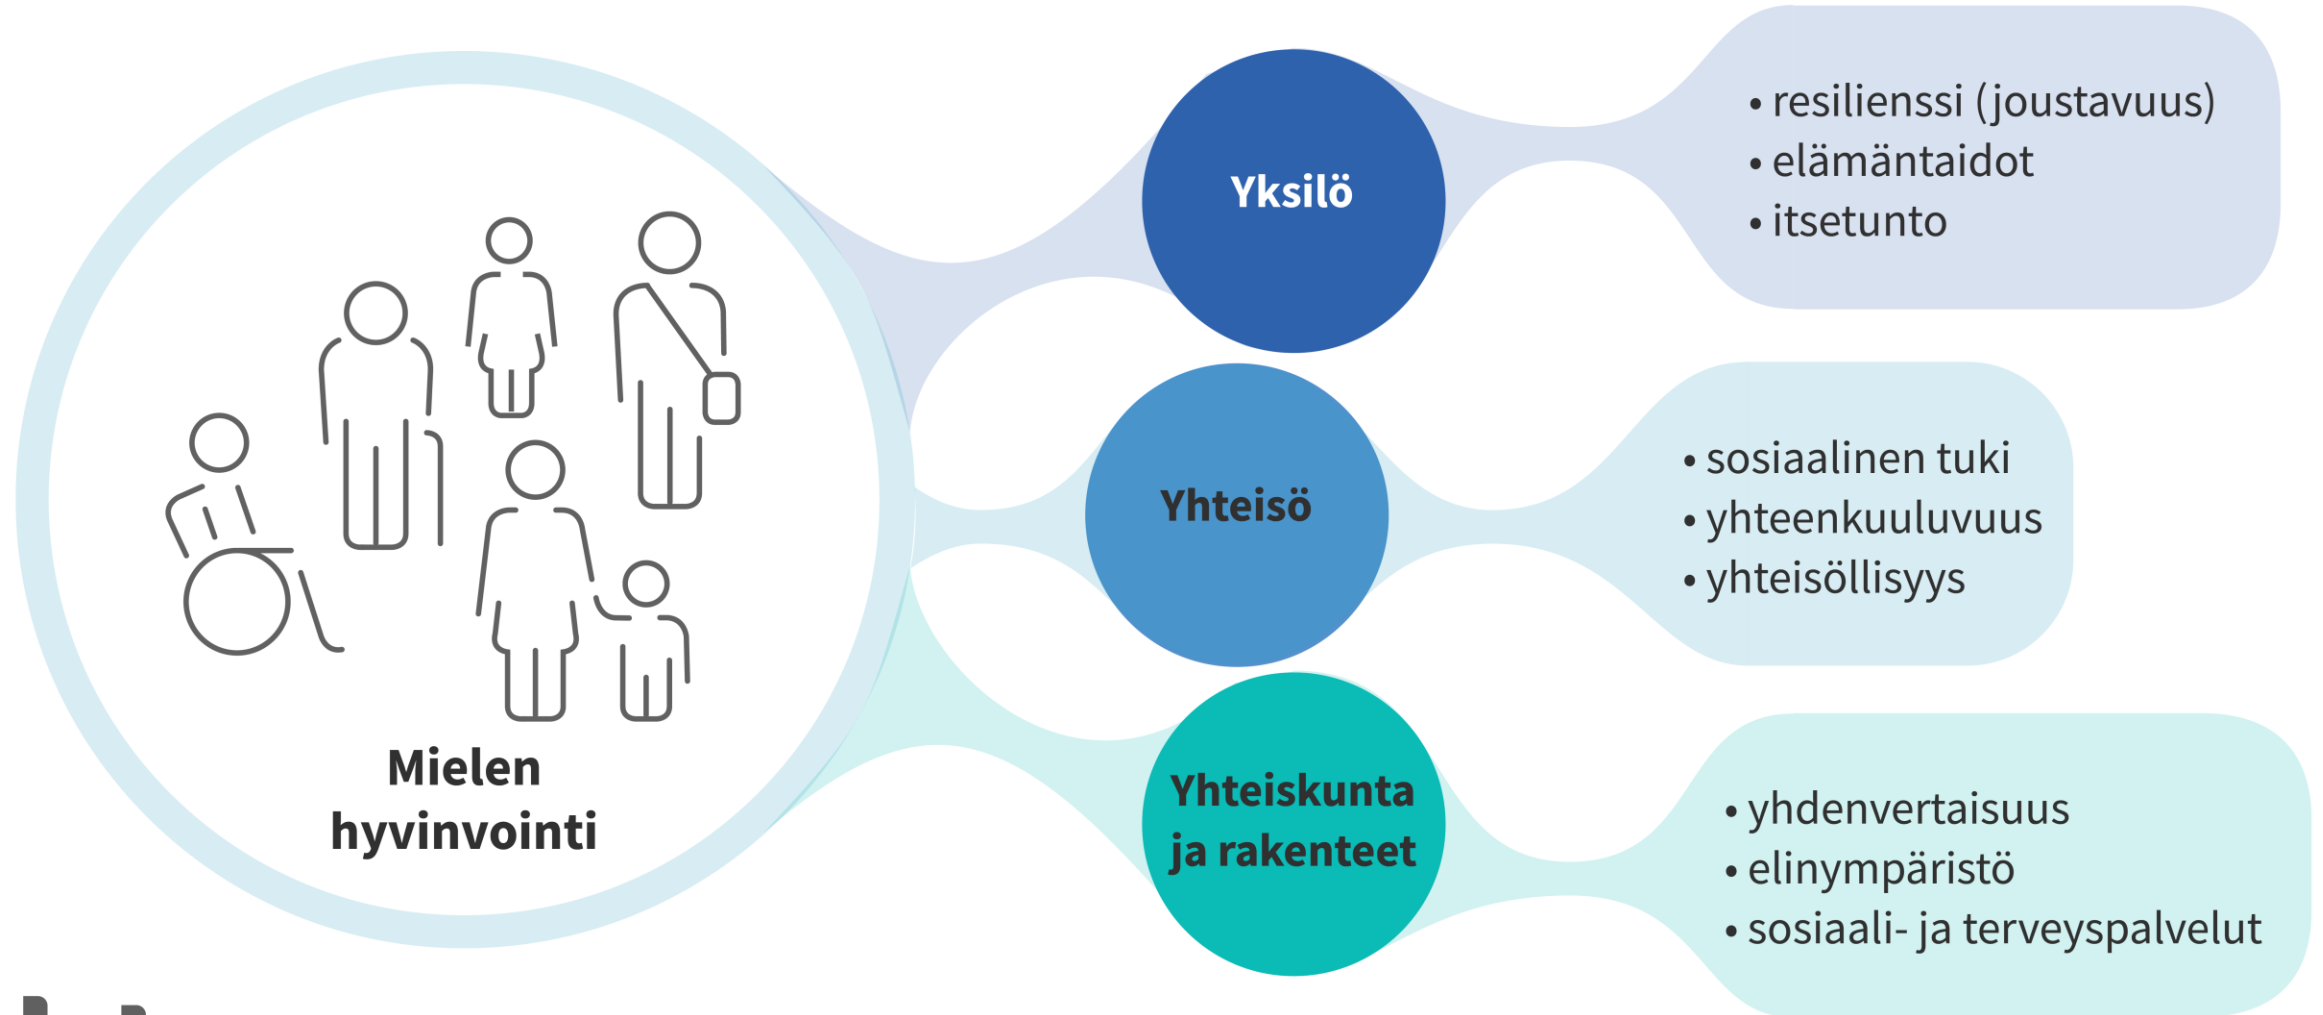 Mielen
hyvinvointi
Yksilö
• resilienssi (joustavuus)
• elämäntaidot
• itsetunto
Yhteisö
• sosiaalinen tuki
• yhteenkuuluvuus
• yhteisöllisyys
Yhteiskunta
ja rakenteet
• yhdenvertaisuus
• elinympäristö
• sosiaali- ja terveyspalvelut